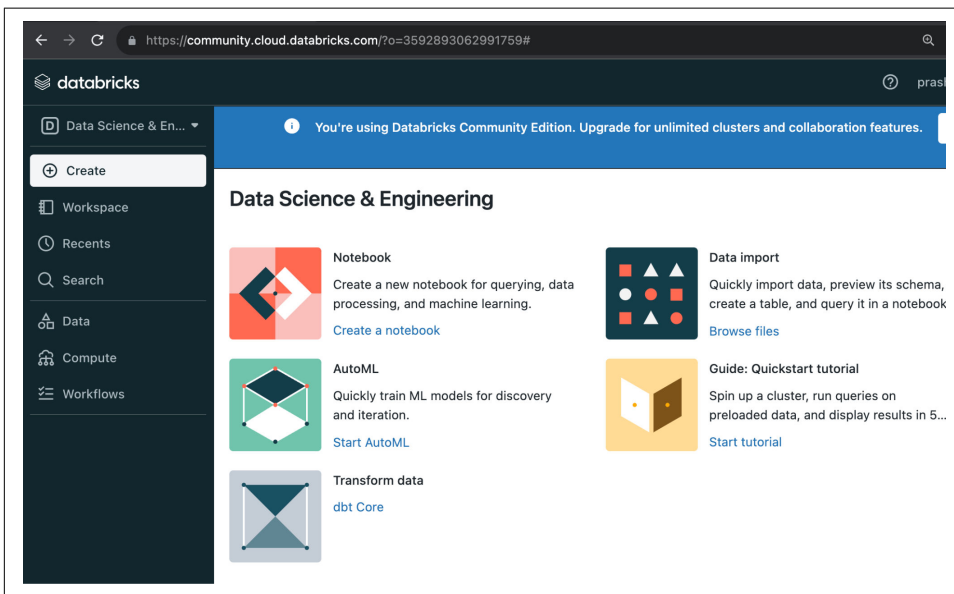 https://community.cloud.databricks.com/?o=3592893062991759#
databricks
? pras
D Data Science & En...
You're using Databricks Community Edition. Upgrade for unlimited clusters and collaboration features.
Create
Workspace
Recents
Search
Data
Compute
Workflows
Data Science & Engineering
Notebook
Create a new notebook for querying, data
processing, and machine learning.
Create a notebook
Data import
Quickly import data, preview its schema,
create a table, and query it in a notebook
Browse files
AutoML
Quickly train ML models for discovery
and iteration.
Start AutoML
Guide: Quickstart tutorial
Spin up a cluster, run queries on
preloaded data, and display results in 5...
Start tutorial
Transform data
dbt Core